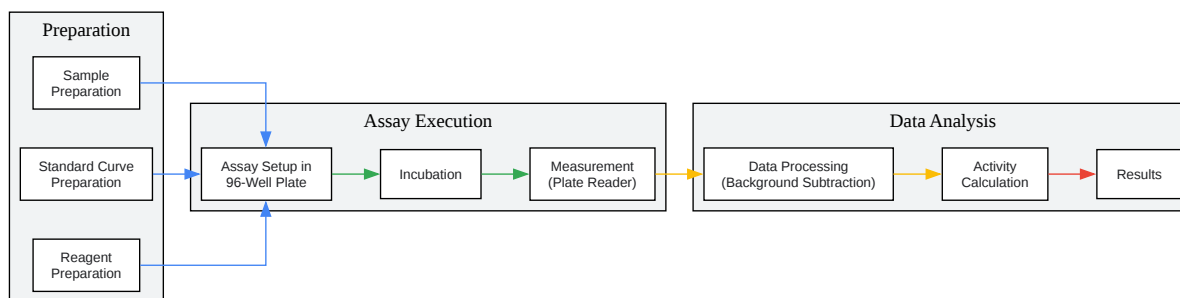 Preparation
Sample
Preparation
Standard Curve
Preparation
Reagent
Preparation
Assay Execution
Assay Setup in
96-Well Plate
Incubation
Measurement
(Plate Reader)
Data Analysis
Data Processing
(Background Subtraction)
Activity
Calculation
Results